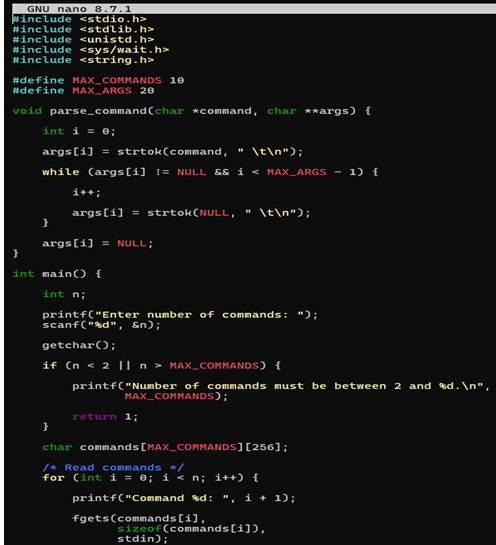 GNU nano 8.7.1
#include <stdio.h>
#include <stdlib.h>
#include <unistd.h>
#include <sys/wait.h>
#include <string.h>
#define MAX_COMMANDS 10
#define MAX_ARGS 20
void parse_command(char *command, char **args) {
    int i = 0;
    args[i] = strtok(command, " \t\n");
    while (args[i] != NULL && i < MAX_ARGS - 1) {
        i++;
        args[i] = strtok(NULL, " \t\n");
    }
    args[i] = NULL;
}
int main() {
    int n;
    printf("Enter number of commands: ");
    scanf("%d", &n);
    getchar();
    if (n < 2 || n > MAX_COMMANDS) {
        printf("Number of commands must be between 2 and %d.\n",
               MAX_COMMANDS);
        return 1;
    }
    char commands[MAX_COMMANDS][256];
    /* Read commands */
    for (int i = 0; i < n; i++) {
        printf("Command %d: ", i + 1);
        fgets(commands[i],
              sizeof(commands[i]),
              stdin);